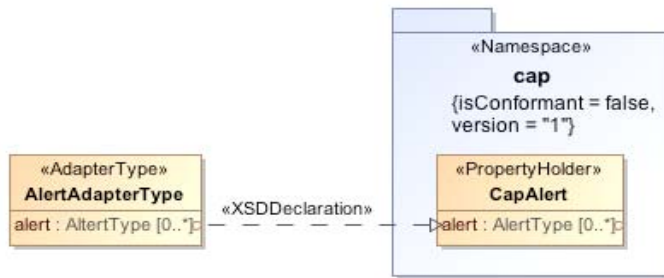 «Namespace»
cap
{isConformant = false,
version = "1"}
«AdapterType»
AlertAdapterType
alert : AltertType [0..*]
«XSDDeclaration»
«PropertyHolder»
CapAlert
alert : AlertType [0..*]